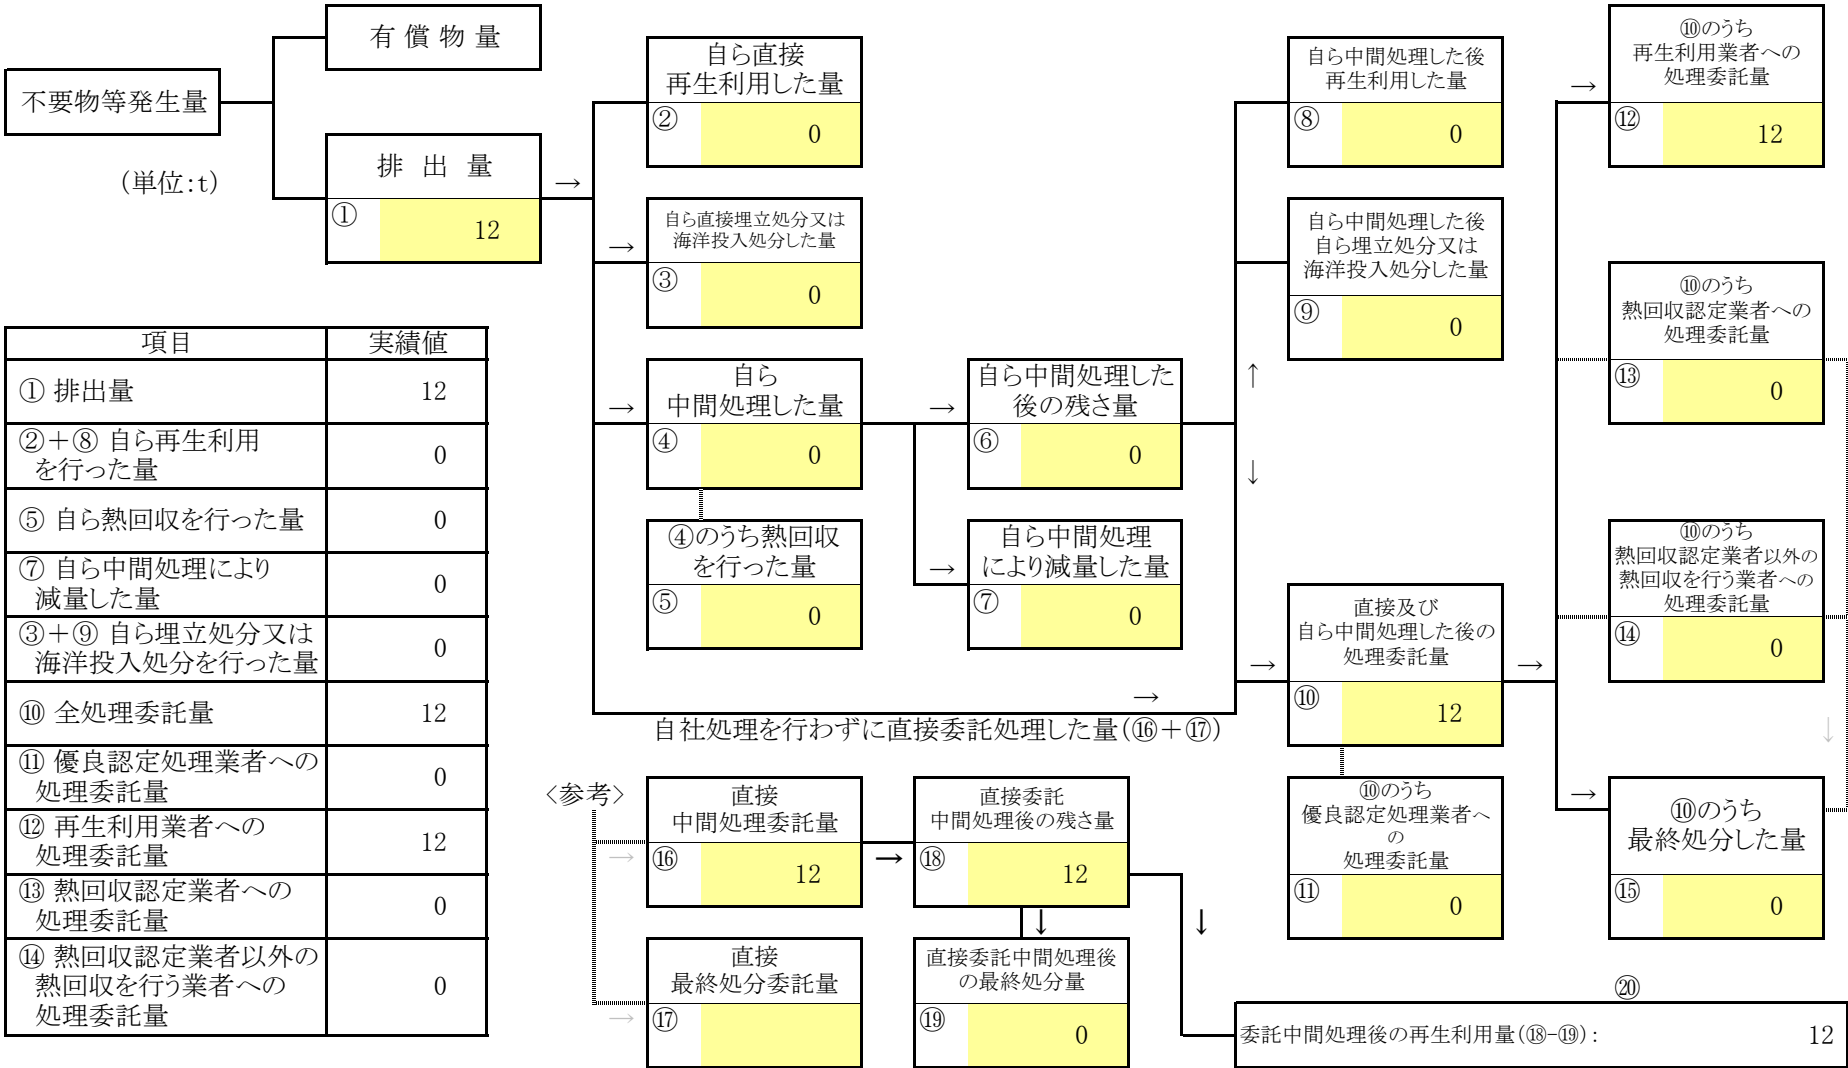 不要物等発生量
(単位:t)
有償物量
排出量
①
12
→
自ら直接
再生利用した量
②
0
→
自ら直接埋立処分又は
海洋投入処分した量
③
0
→
自ら
中間処理した量
④
0
④のうち熱回収
を行った量
⑤
0
→
自ら中間処理した
後の残さ量
⑥
0
→
自ら中間処理
により減量した量
⑦
0
→
自社処理を行わずに直接委託処理した量(⑯+⑰)
↑
↓
自ら中間処理した後
再生利用した量
⑧
0
自ら中間処理した後
自ら埋立処分又は
海洋投入処分した量
⑨
0
→
直接及び
自ら中間処理した後の
処理委託量
⑩
12
⑩のうち
優良認定処理業者へ
の
処理委託量
⑪
0
→
→
⑩のうち
再生利用業者への
処理委託量
⑫
12
⑩のうち
熱回収認定業者への
処理委託量
⑬
0
⑩のうち
熱回収認定業者以外の
熱回収を行う業者への
処理委託量
⑭
0
↓
→
⑩のうち
最終処分した量
⑮
0
項目 実績値
① 排出量 12
②+⑧ 自ら再生利用
を行った量 0
⑤ 自ら熱回収を行った量 0
⑦ 自ら中間処理により
減量した量 0
③+⑨ 自ら埋立処分又は
海洋投入処分を行った量 0
⑩ 全処理委託量 12
⑪ 優良認定処理業者への
処理委託量 0
⑫ 再生利用業者への
処理委託量 12
⑬ 熱回収認定業者への
処理委託量 0
⑭ 熱回収認定業者以外の
熱回収を行う業者への
処理委託量 0
〈参考〉
→
直接
中間処理委託量
⑯
12
→
直接委託
中間処理後の残さ量
⑱
12
↓
↓
→
直接
最終処分委託量
⑰
直接委託中間処理後
の最終処分量
⑲
0
⑳
委託中間処理後の再生利用量(⑱-⑲): 12